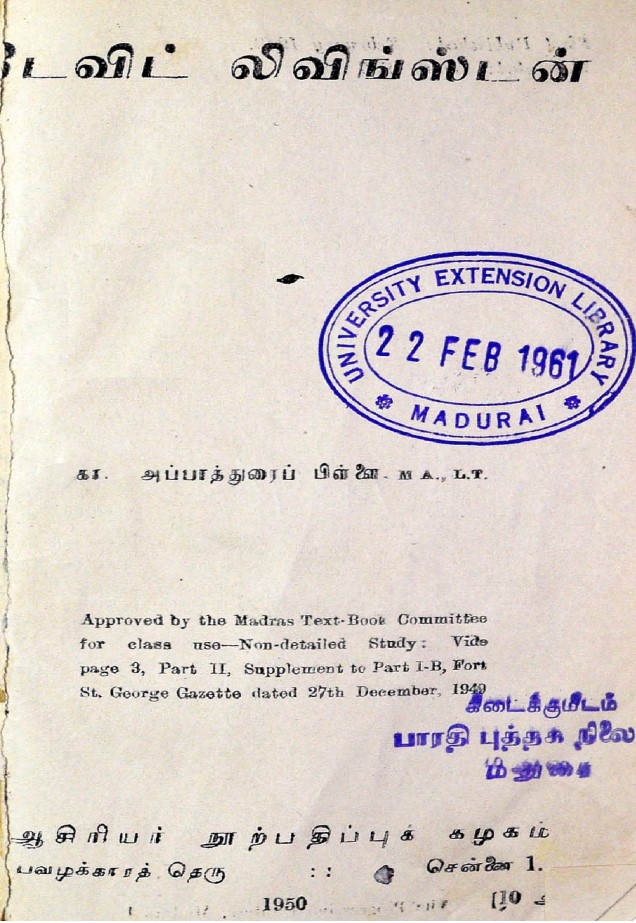 டேவிட் லிவிங்ஸ்டன்
UNIVERSITY EXTENSION LIBRARY
22 FEB 1961
MADURAI
கா. அப்பாத்துரைப் பிள்ளை. M A., L.T.
Approved by the Madras Text-Book Committee
for class use—Non-detailed Study: Vide
page 3, Part II, Supplement to Part I-B, Fort
St. George Gazette dated 27th December, 1949
கிடைக்குமிடம்
பாரதி புத்தக நிலை
மதுரை
ஆசிரியர் நூற்பதிப்புக் கழகம்
பவழக்காரத் தெரு :: சென்னை 1.
1950 [10